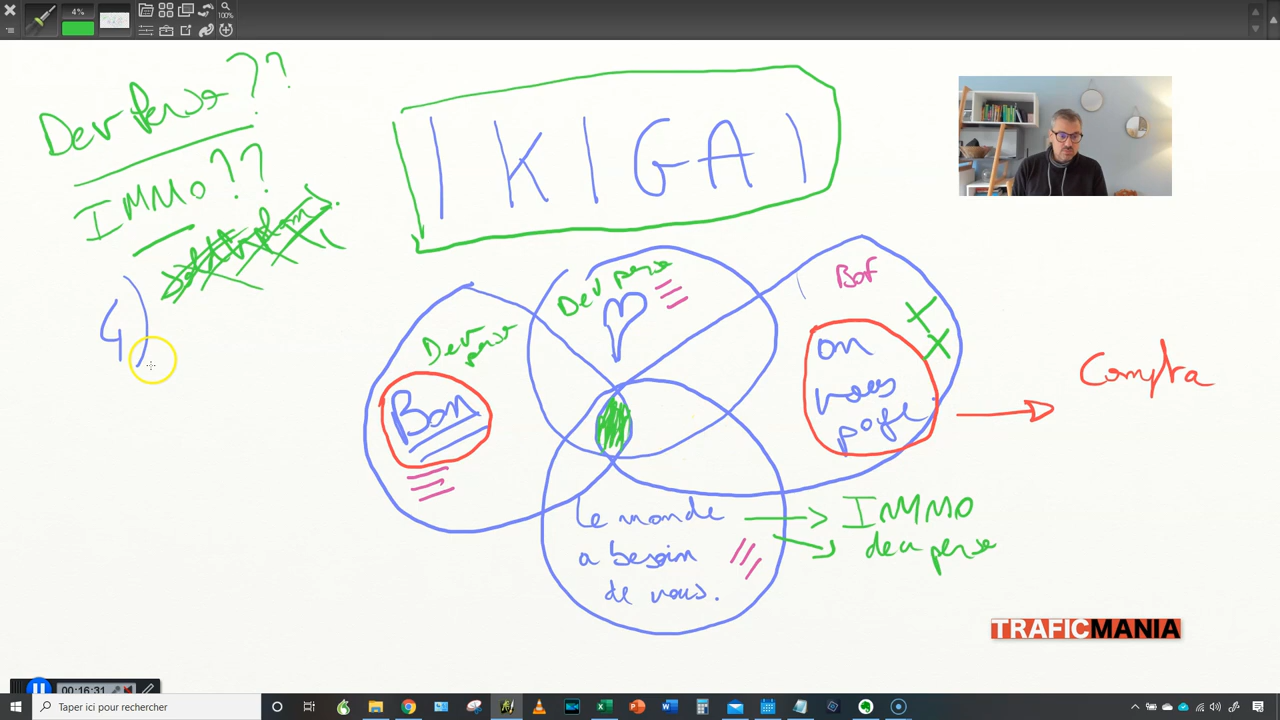 4%
100%
Dev Perso ??
IMMO ??
IKIGAI
4)
Dev perso
Bof
Dev
perso
Bon
on
vous
paye
Compta
le monde
a besoin
de vous.
IMMO
dev perso
TRAFICMANIA
00:16:31
Taper ici pour rechercher